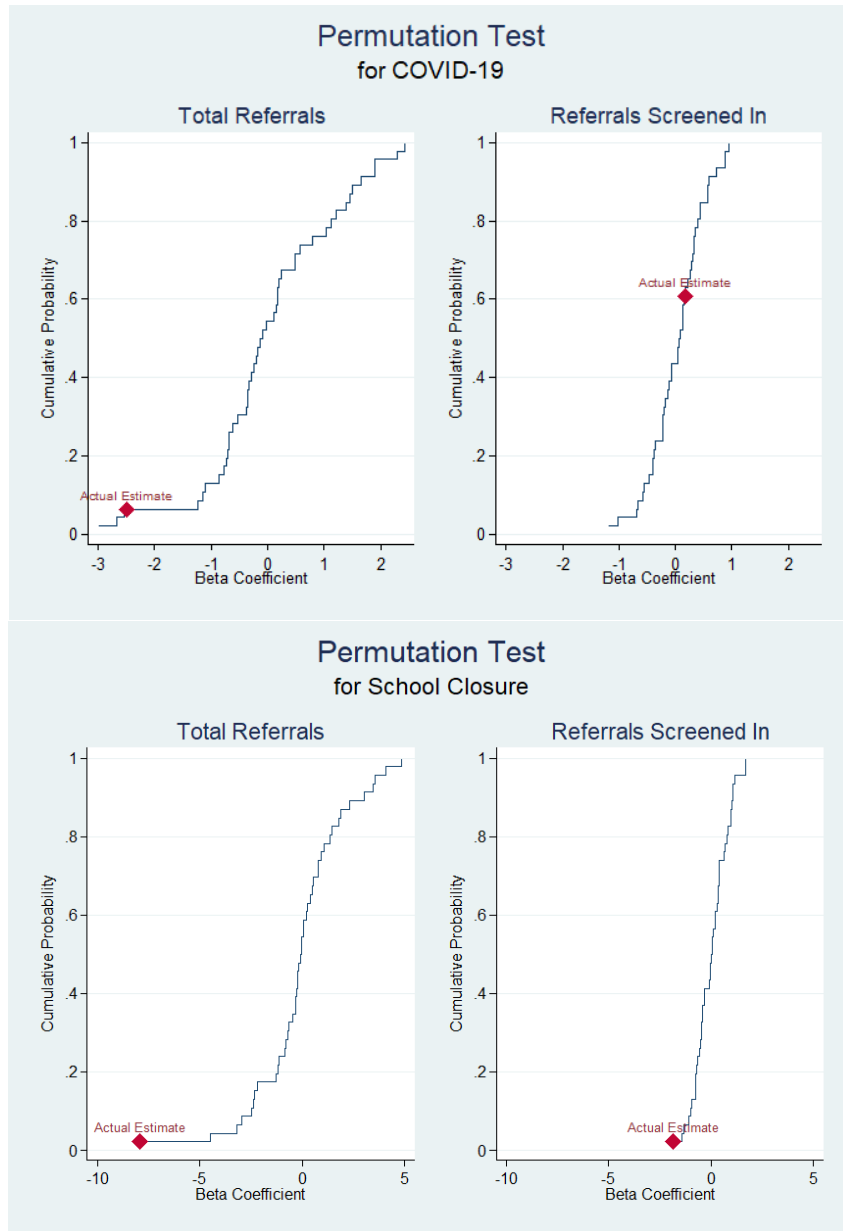 Permutation Test
for COVID-19
Total Referrals
Cumulative Probability
1
.8
.6
.4
.2
0
Actual Estimate
-3 -2 -1 0 1 2
Beta Coefficient
Referrals Screened In
Cumulative Probability
1
.8
.6
.4
.2
0
Actual Estimate
-3 -2 -1 0 1 2
Beta Coefficient
Permutation Test
for School Closure
Total Referrals
Cumulative Probability
1
.8
.6
.4
.2
0
Actual Estimate
-10 -5 0 5
Beta Coefficient
Referrals Screened In
Cumulative Probability
1
.8
.6
.4
.2
0
Actual Estimate
-10 -5 0 5
Beta Coefficient